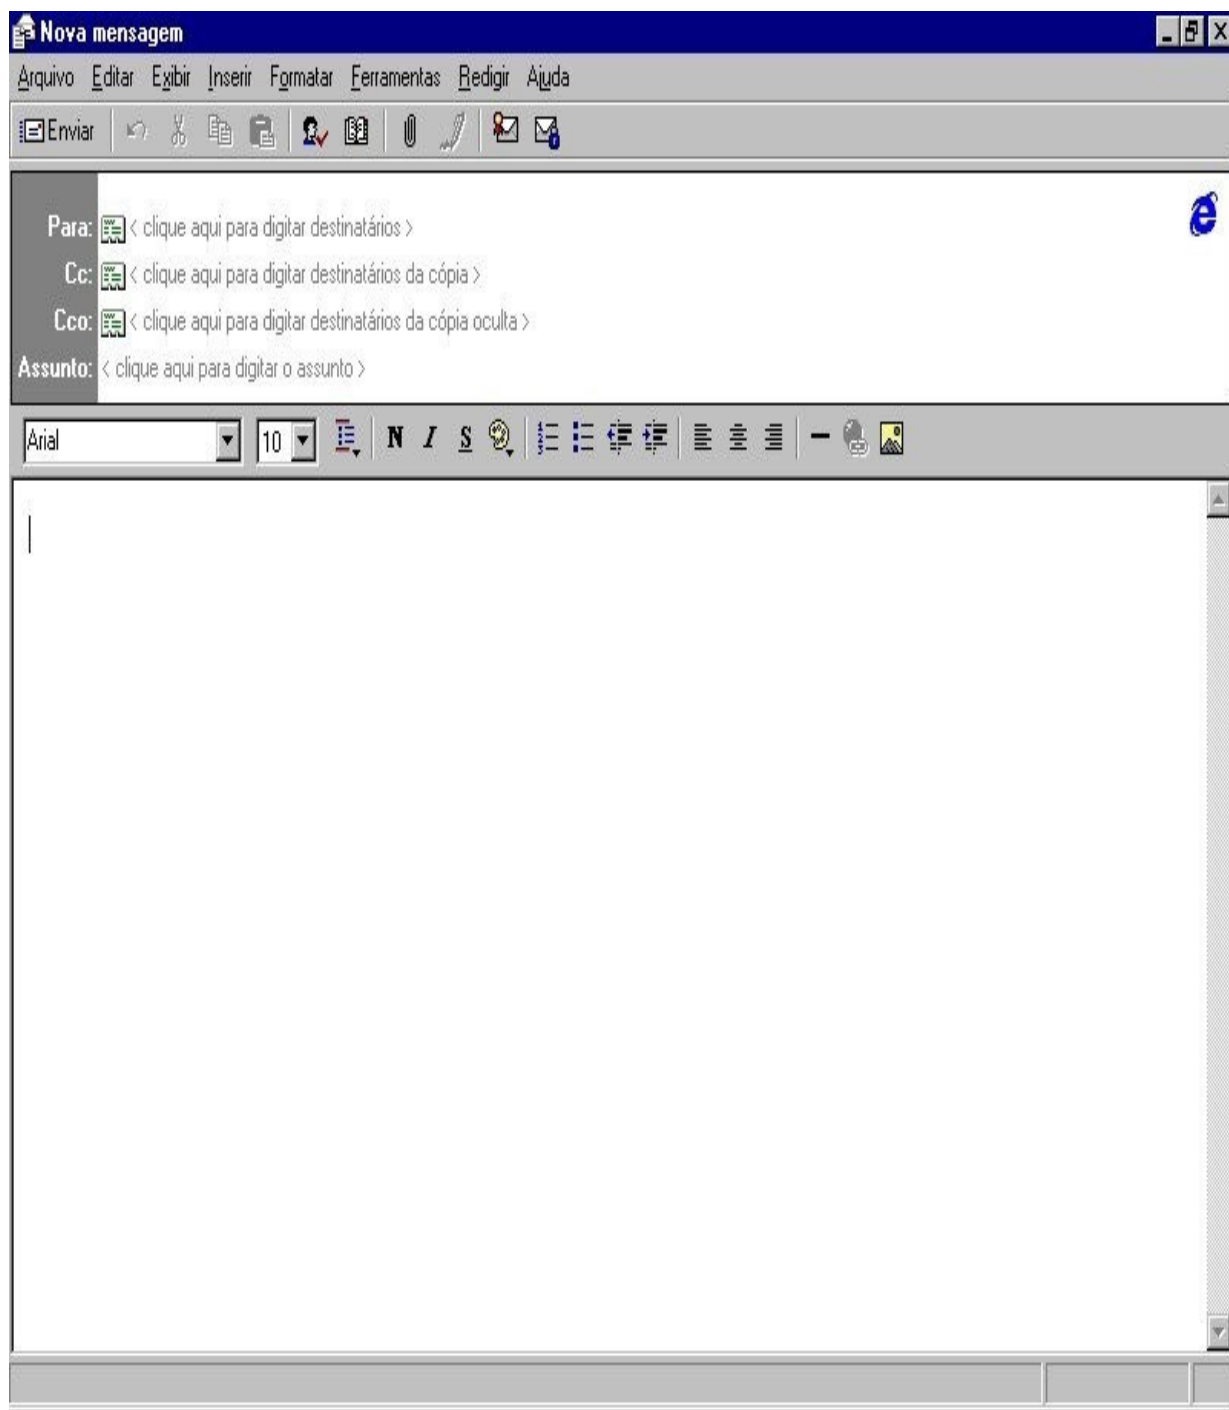 Nova mensagem
Arquivo Editar Exibir Inserir Formatar Ferramentas Redigir Ajuda
Enviar
Para: < clique aqui para digitar destinatários >
Cc: < clique aqui para digitar destinatários da cópia >
Cco: < clique aqui para digitar destinatários da cópia oculta >
Assunto: < clique aqui para digitar o assunto >
Arial 10 N I S